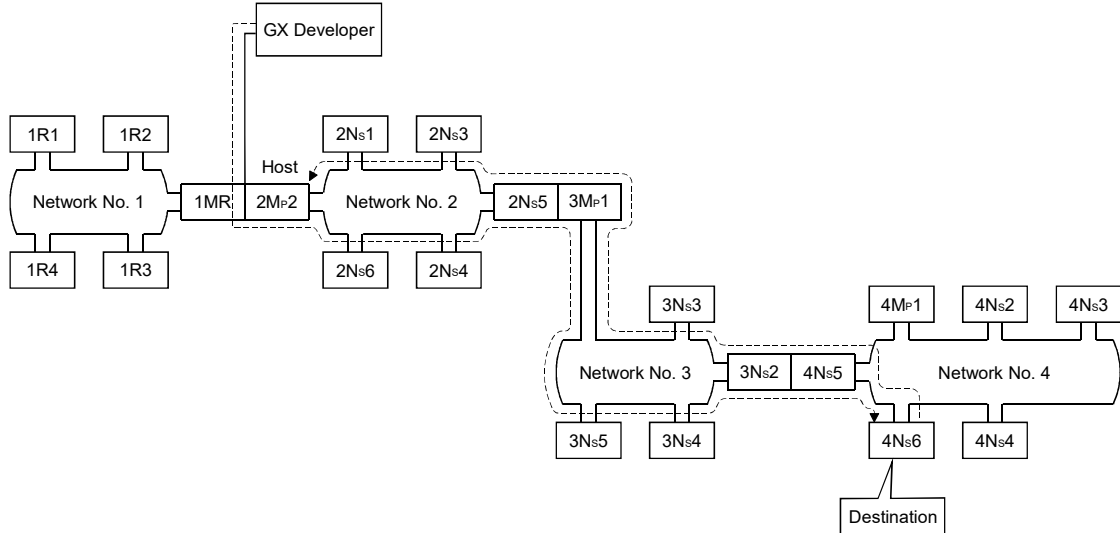 GX Developer
1R1
1R2
2Ns1
2Ns3
Host
Network No. 1
1MR
2MP2
Network No. 2
2Ns5
3MP1
1R4
1R3
2Ns6
2Ns4
3Ns3
4MP1
4Ns2
4Ns3
Network No. 3
3Ns2
4Ns5
Network No. 4
3Ns5
3Ns4
4Ns6
4Ns4
Destination